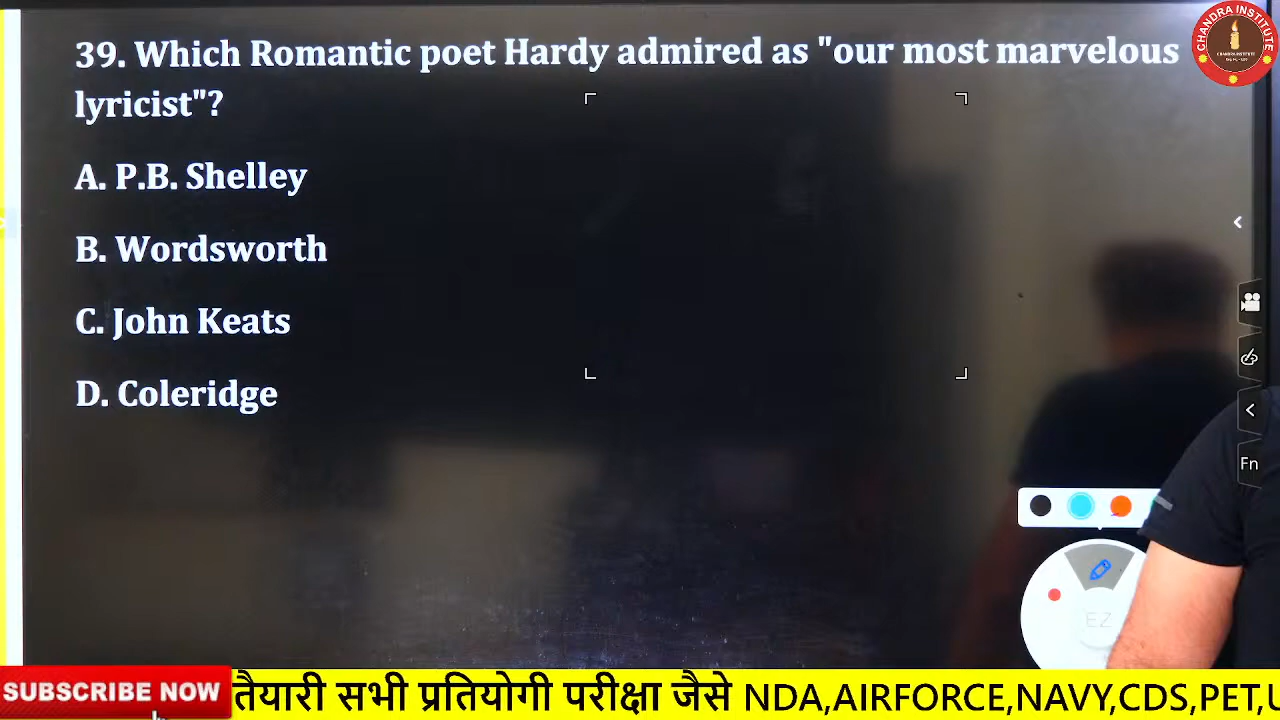 39. Which Romantic poet Hardy admired as "our most marvelous
lyricist"?
A. P.B. Shelley
B. Wordsworth
C. John Keats
D. Coleridge
CHANDRA INSTITUTE
Fn
EZ
SUBSCRIBE NOW
तैयारी सभी प्रतियोगी परीक्षा जैसे NDA,AIRFORCE,NAVY,CDS,PET,U